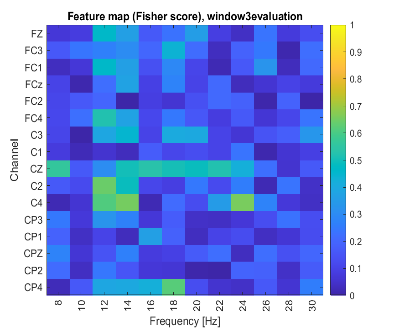 Feature map (Fisher score), window3evaluation
FZ
FC3
FC1
FCz
FC2
FC4
C3
C1
CZ
C2
C4
CP3
CP1
CPZ
CP2
CP4
Channel
8 10 12 14 16 18 20 22 24 26 28 30
Frequency [Hz]
1
0.9
0.8
0.7
0.6
0.5
0.4
0.3
0.2
0.1
0